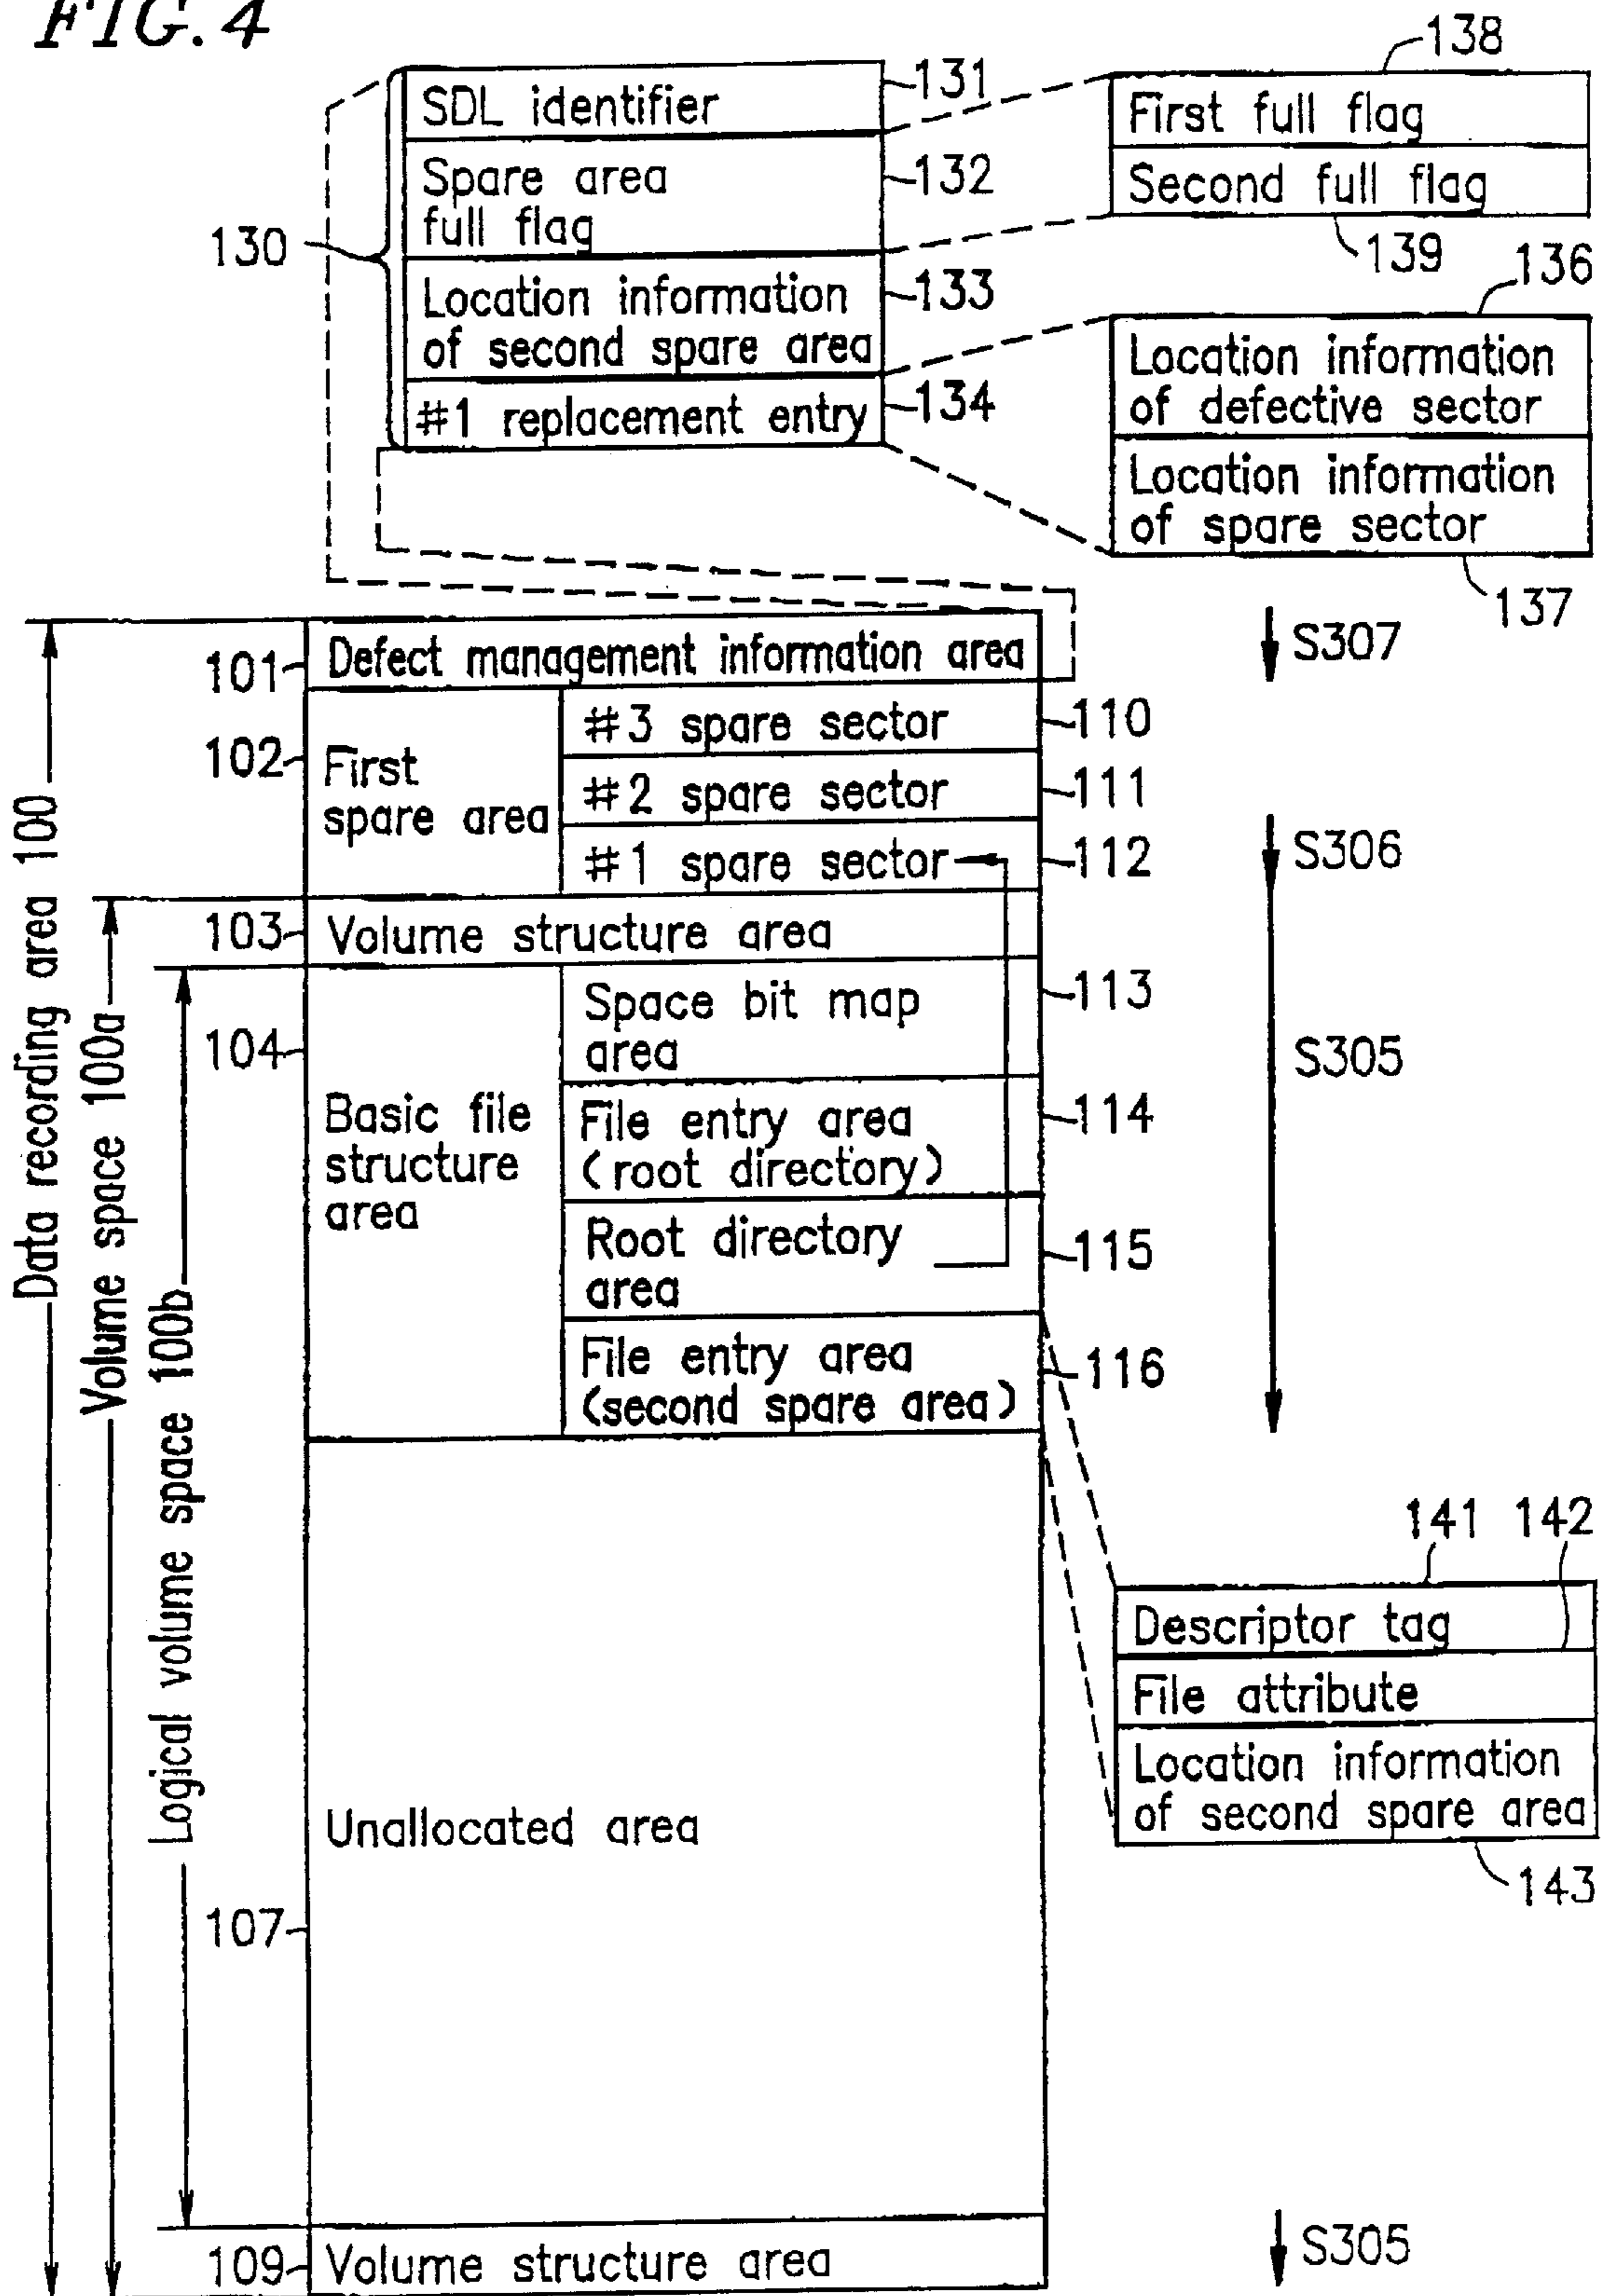 FIG. 4
138
SDL identifier
131
First full flag
Spare area
full flag
132
Second full flag
130
139
136
Location information
of second spare area
133
Location information
of defective sector
#1 replacement entry
134
Location information
of spare sector
137
S307
101
Defect management information area
102
First
spare area
#3 spare sector
110
#2 spare sector
111
#1 spare sector
112
S306
103
Volume structure area
104
Basic file
structure
area
Space bit map
area
113
S305
File entry area
(root directory)
114
Root directory
area
115
File entry area
(second spare area)
116
Data recording area 100
Volume space 100a
Logical volume space 100b
141 142
Descriptor tag
File attribute
Location information
of second spare area
143
Unallocated area
107
109
Volume structure area
S305